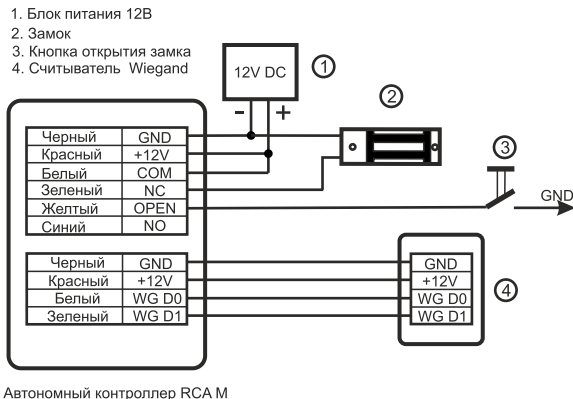 1. Блок питания 12В
2. Замок
3. Кнопка открытия замка
4. Считыватель Wiegand
12V DC
- +
1
2
3
4
GND
Черный GND
Красный +12V
Белый COM
Зеленый NC
Желтый OPEN
Синий NO
Черный GND
Красный +12V
Белый WG D0
Зеленый WG D1
GND
+12V
WG D0
WG D1
Автономный контроллер RCA M